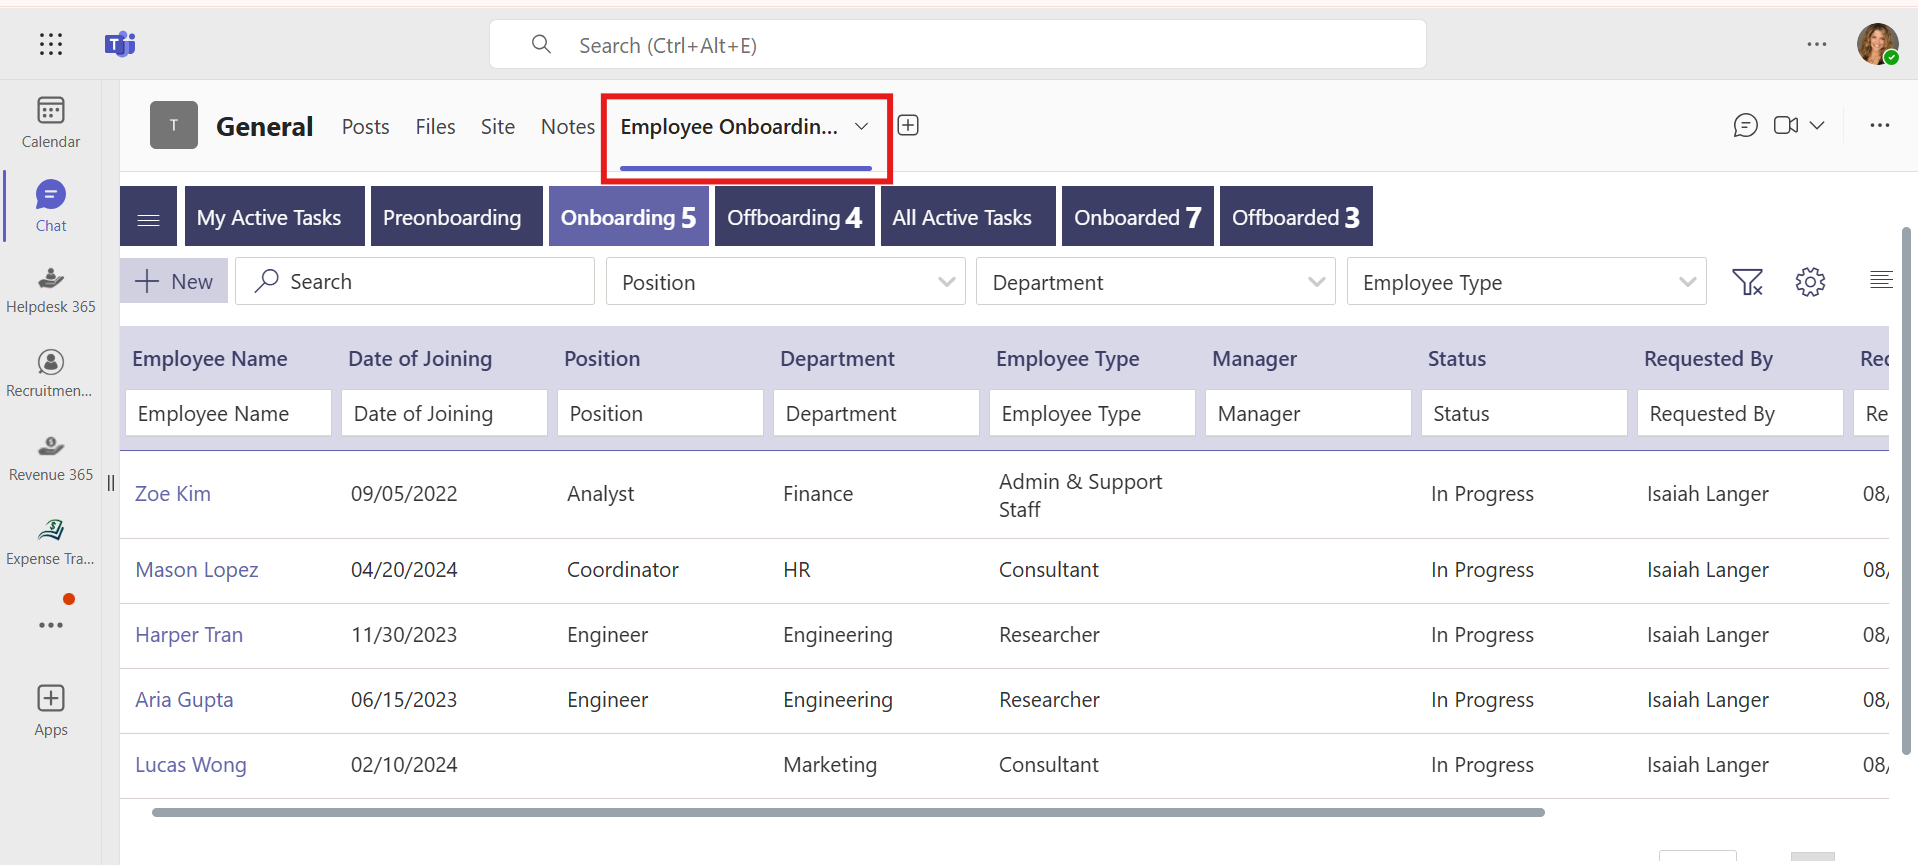 Search (Ctrl+Alt+E)
T
General Posts Files Site Notes Employee Onboardin...
Calendar
Chat
Helpdesk 365
Recruitmen...
Revenue 365
Expense Tra...
Apps
My Active Tasks Preonboarding Onboarding 5 Offboarding 4 All Active Tasks Onboarded 7 Offboarded 3
New Search Position Department Employee Type
Employee Name Date of Joining Position Department Employee Type Manager Status Requested By Rec
Employee Name Date of Joining Position Department Employee Type Manager Status Requested By Re
Zoe Kim 09/05/2022 Analyst Finance Admin & Support Staff In Progress Isaiah Langer 08/
Mason Lopez 04/20/2024 Coordinator HR Consultant In Progress Isaiah Langer 08/
Harper Tran 11/30/2023 Engineer Engineering Researcher In Progress Isaiah Langer 08/
Aria Gupta 06/15/2023 Engineer Engineering Researcher In Progress Isaiah Langer 08/
Lucas Wong 02/10/2024 Marketing Consultant In Progress Isaiah Langer 08/